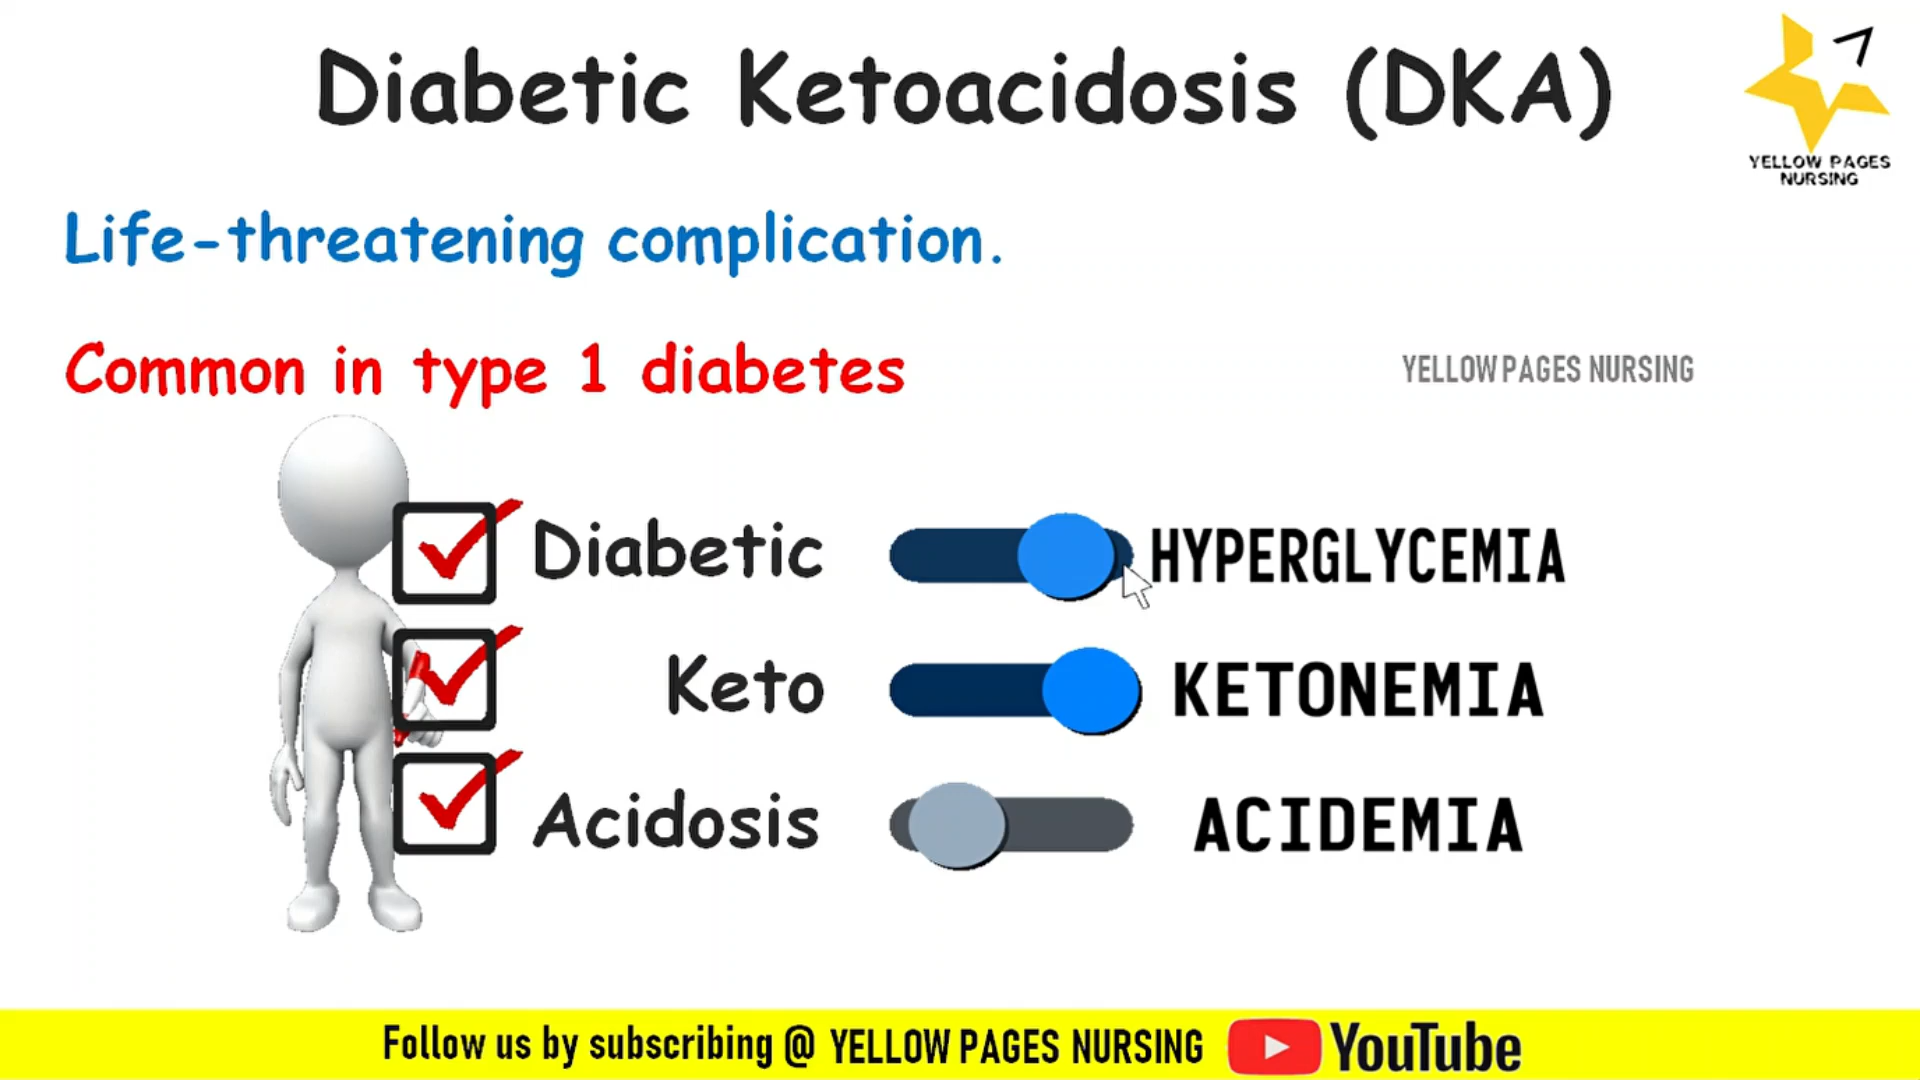 Diabetic Ketoacidosis (DKA)
YELLOW PAGES
NURSING
Life-threatening complication.
Common in type 1 diabetes
YELLOW PAGES NURSING
Diabetic HYPERGLYCEMIA
Keto KETONEMIA
Acidosis ACIDEMIA
Follow us by subscribing @ YELLOW PAGES NURSING YouTube